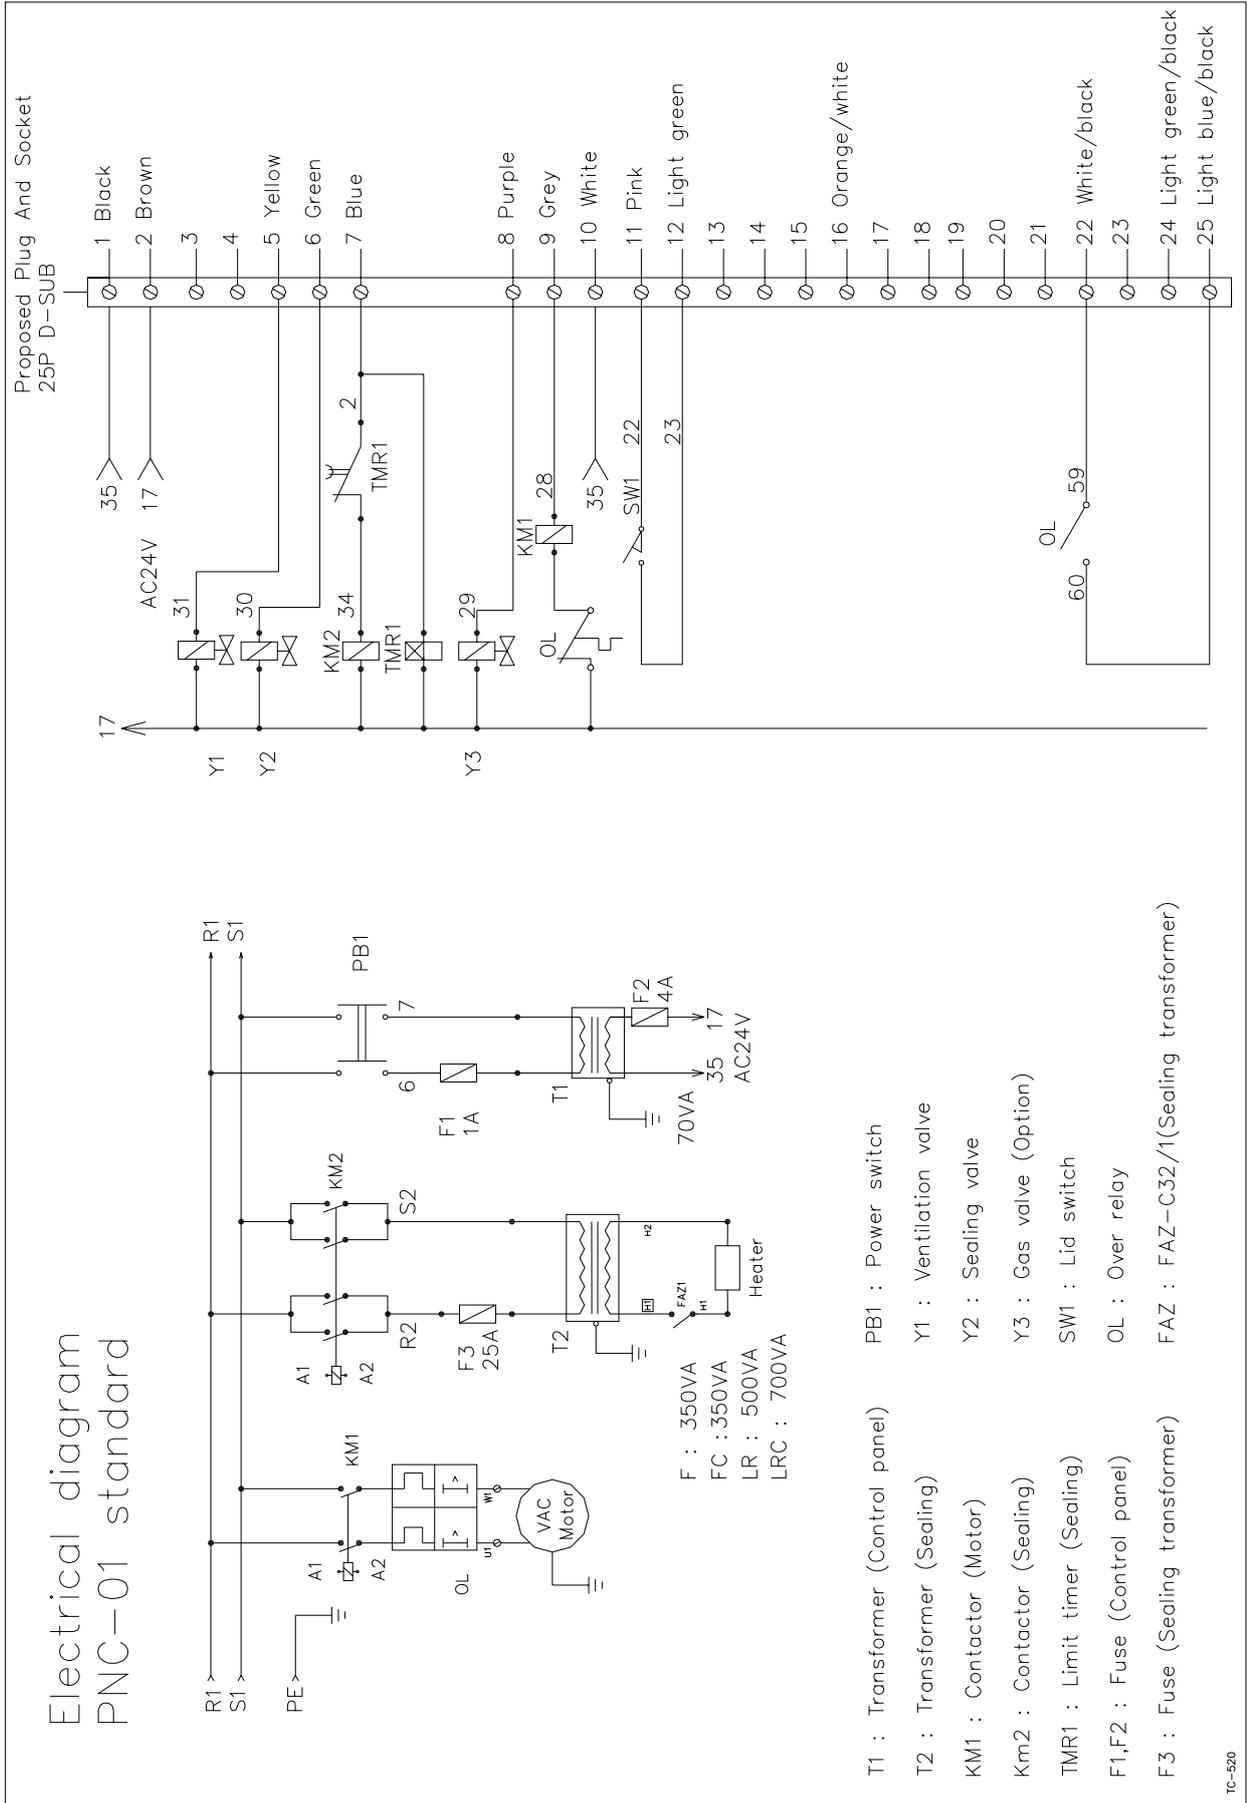 Electrical diagram
PNC-01 standard
R1
S1
PE
R1
S1
A1
A2
KM1
OL
U1
W1
VAC
Motor
A1
A2
KM2
R2
S2
F3
25A
T2
H1
FAZ1
H1
H2
Heater
F : 350VA
FC : 350VA
LR : 500VA
LRC : 700VA
PB1
6
7
F1
1A
T1
F2
4A
70VA
35
17
AC24V
T1 : Transformer (Control panel)
T2 : Transformer (Sealing)
KM1 : Contactor (Motor)
Km2 : Contactor (Sealing)
TMR1 : Limit timer (Sealing)
F1,F2 : Fuse (Control panel)
F3 : Fuse (Sealing transformer)
PB1 : Power switch
Y1 : Ventilation valve
Y2 : Sealing valve
Y3 : Gas valve (Option)
SW1 : Lid switch
OL : Over relay
FAZ : FAZ-C32/1(Sealing transformer)
Proposed Plug And Socket
25P D-SUB
17
Y1
Y2
Y3
35
AC24V 17
31
30
KM2
34
TMR1
2
TMR1
29
OL
KM1
28
35
SW1
22
23
OL
60
59
1 Black
2 Brown
3
4
5 Yellow
6 Green
7 Blue
8 Purple
9 Grey
10 White
11 Pink
12 Light green
13
14
15
16 Orange/white
17
18
19
20
21
22 White/black
23
24 Light green/black
25 Light blue/black
TC-520